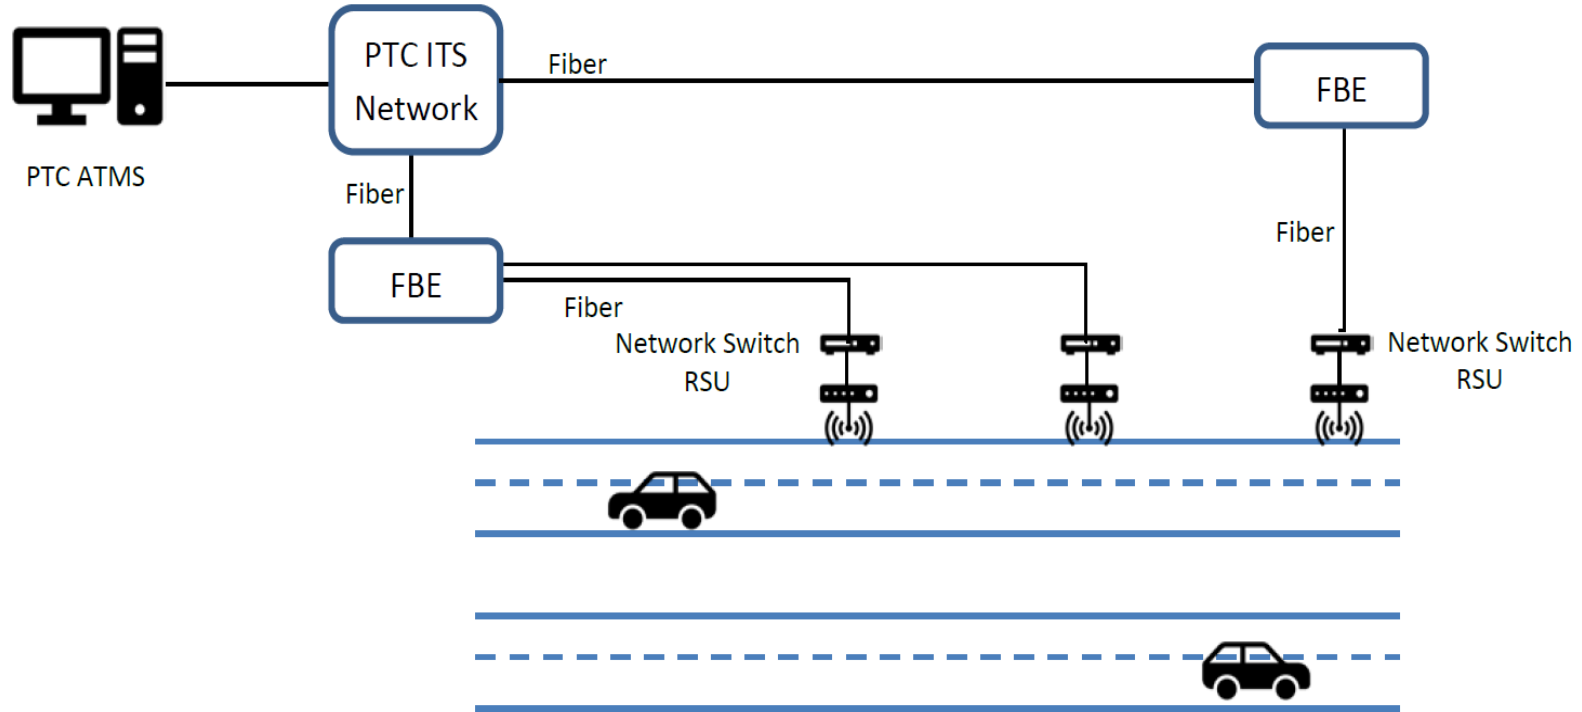 PTC ITS
Network
Fiber
FBE
PTC ATMS
Fiber
Fiber
FBE
Fiber
Network Switch
RSU
Network Switch
RSU